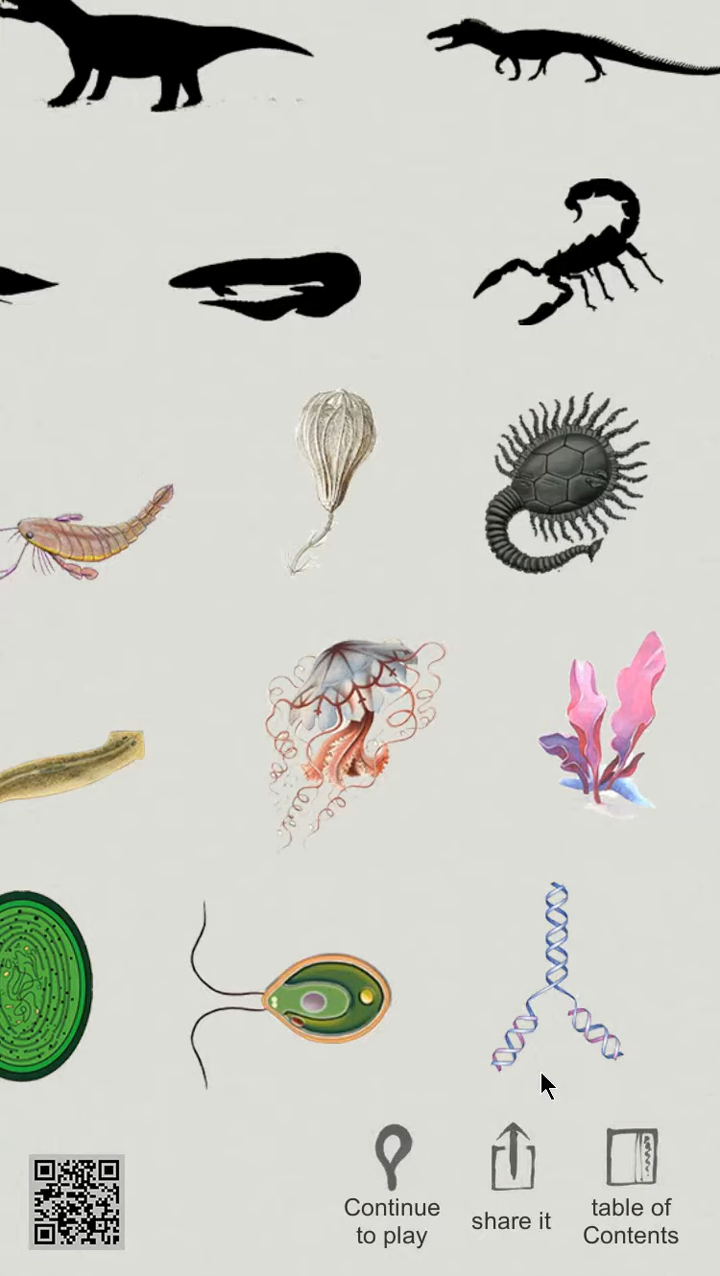 Continue
to play
share it
table of
Contents